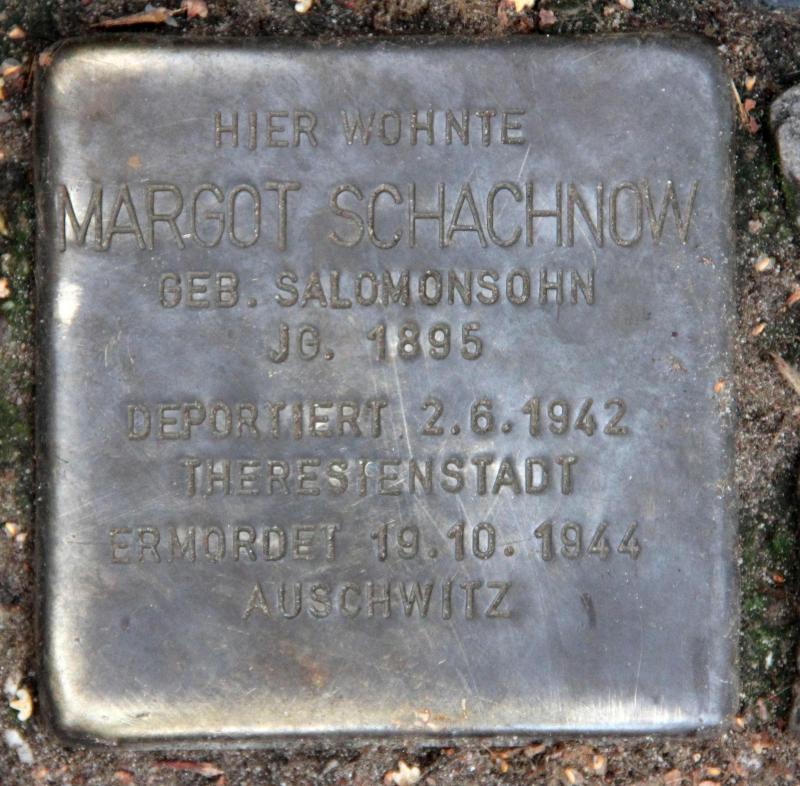 HIER WOHNTE
MARGOT SCHACHNOW
GEB. SALOMONSOHN
JG. 1895
DEPORTIERT 2.6.1942
THERESIENSTADT
ERMORDET 19.10.1944
AUSCHWITZ